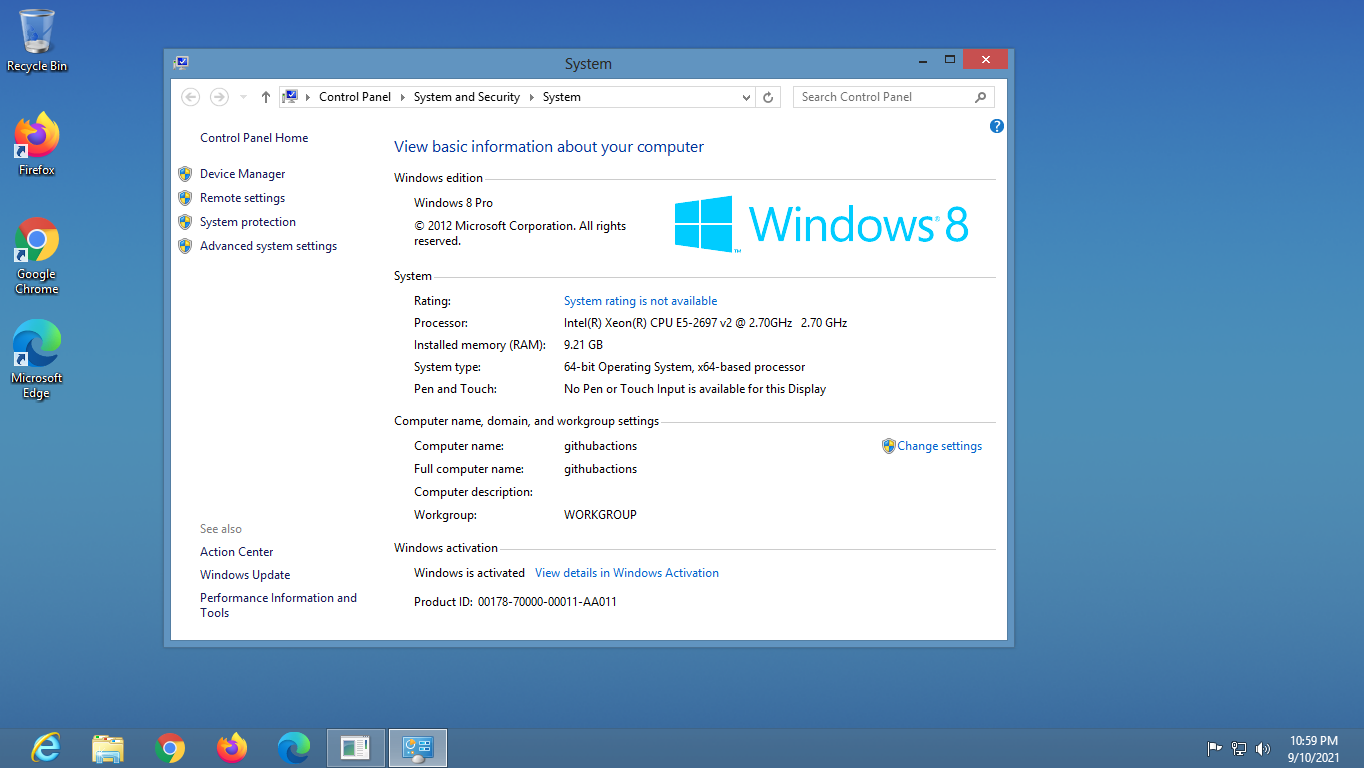 Recycle Bin
Firefox
Google
Chrome
Microsoft
Edge
System
Control Panel
System and Security
System
Search Control Panel
Control Panel Home
Device Manager
Remote settings
System protection
Advanced system settings
See also
Action Center
Windows Update
Performance Information and
Tools
View basic information about your computer
Windows edition
Windows 8 Pro
© 2012 Microsoft Corporation. All rights
reserved.
Windows® 8
™
System
Rating: System rating is not available
Processor: Intel(R) Xeon(R) CPU E5-2697 v2 @ 2.70GHz 2.70 GHz
Installed memory (RAM): 9.21 GB
System type: 64-bit Operating System, x64-based processor
Pen and Touch: No Pen or Touch Input is available for this Display
Computer name, domain, and workgroup settings
Computer name: githubactions Change settings
Full computer name: githubactions
Computer description:
Workgroup: WORKGROUP
Windows activation
Windows is activated View details in Windows Activation
Product ID: 00178-70000-00011-AA011
10:59 PM
9/10/2021